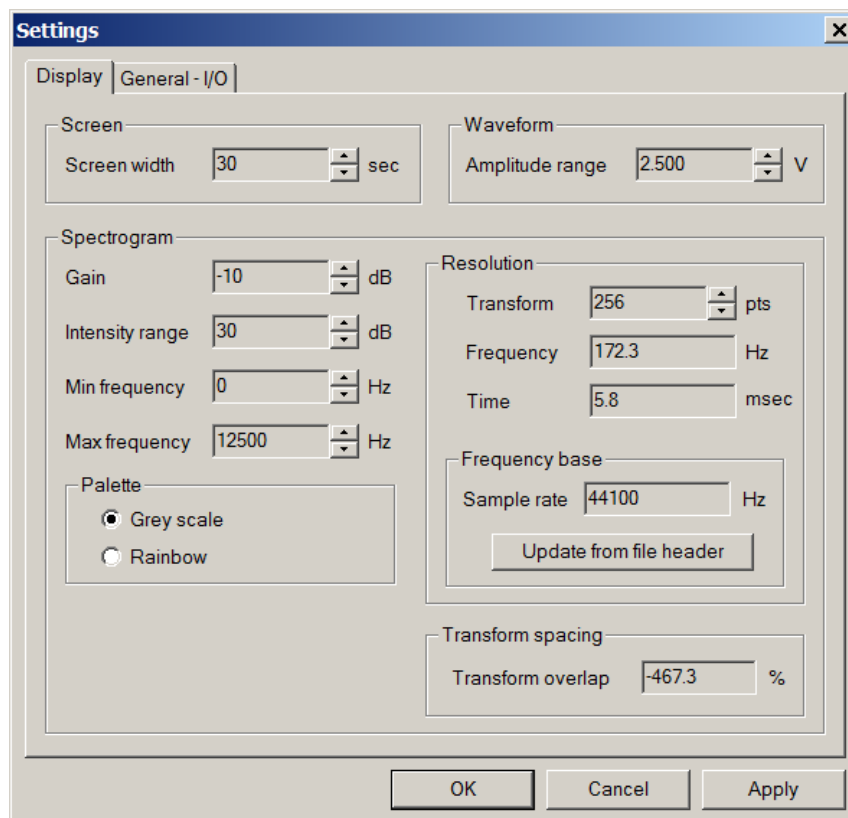 Settings
Display General - I/O
Screen
Screen width 30 sec
Waveform
Amplitude range 2.500 V
Spectrogram
Gain -10 dB
Intensity range 30 dB
Min frequency 0 Hz
Max frequency 12500 Hz
Palette
Grey scale
Rainbow
Resolution
Transform 256 pts
Frequency 172.3 Hz
Time 5.8 msec
Frequency base
Sample rate 44100 Hz
Update from file header
Transform spacing
Transform overlap -467.3 %
OK Cancel Apply